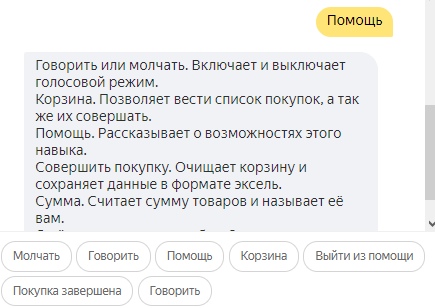 Помощь
Говорить или молчать. Включает и выключает
голосовой режим.
Корзина. Позволяет вести список покупок, а так
же их совершать.
Помощь. Рассказывает о возможностях этого
навыка.
Совершить покупку. Очищает корзину и
сохраняет данные в формате эксель.
Сумма. Считает сумму товаров и называет её
вам.
Молчать Говорить Помощь Корзина Выйти из помощи
Покупка завершена Говорить